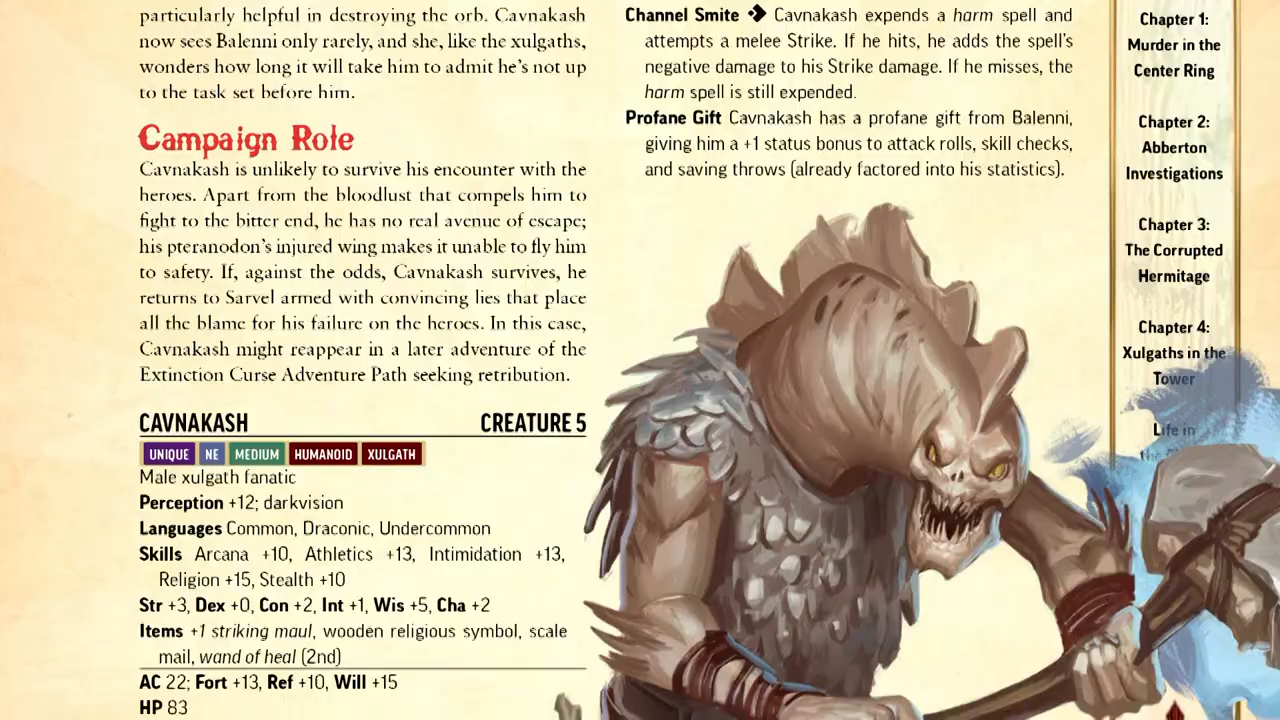 particularly helpful in destroying the orb. Cavnakash
now sees Balenni only rarely, and she, like the xulgaths,
wonders how long it will take him to admit he's not up
to the task set before him.
Campaign Role
Cavnakash is unlikely to survive his encounter with the
heroes. Apart from the bloodlust that compels him to
fight to the bitter end, he has no real avenue of escape;
his pteranodon's injured wing makes it unable to fly him
to safety. If, against the odds, Cavnakash survives, he
returns to Sarvel armed with convincing lies that place
all the blame for his failure on the heroes. In this case,
Cavnakash might reappear in a later adventure of the
Extinction Curse Adventure Path seeking retribution.
CAVNAKASH CREATURE 5
UNIQUE NE MEDIUM HUMANOID XULGATH
Male xulgath fanatic
Perception +12; darkvision
Languages Common, Draconic, Undercommon
Skills Arcana +10, Athletics +13, Intimidation +13,
Religion +15, Stealth +10
Str +3, Dex +0, Con +2, Int +1, Wis +5, Cha +2
Items +1 striking maul, wooden religious symbol, scale
mail, wand of heal (2nd)
AC 22; Fort +13, Ref +10, Will +15
HP 83
Channel Smite Cavnakash expends a harm spell and
attempts a melee Strike. If he hits, he adds the spell's
negative damage to his Strike damage. If he misses, the
harm spell is still expended.
Profane Gift Cavnakash has a profane gift from Balenni,
giving him a +1 status bonus to attack rolls, skill checks,
and saving throws (already factored into his statistics).
Chapter 1:
Murder in the
Center Ring
Chapter 2:
Abberton
Investigations
Chapter 3:
The Corrupted
Hermitage
Chapter 4:
Xulgaths in the
Tower
Life in